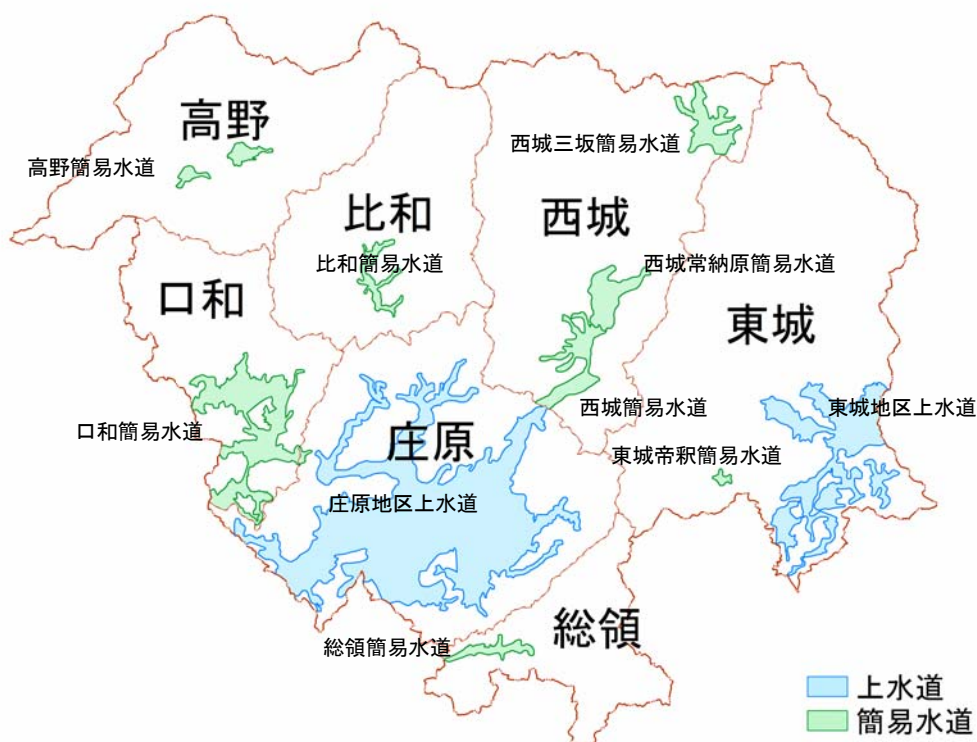 高野
西城三坂簡易水道
高野簡易水道
比和
西城
比和簡易水道
西城常納原簡易水道
口和
東城
西城簡易水道
東城地区上水道
口和簡易水道
庄原
東城帝釈簡易水道
庄原地区上水道
総領
総領簡易水道
上水道
簡易水道